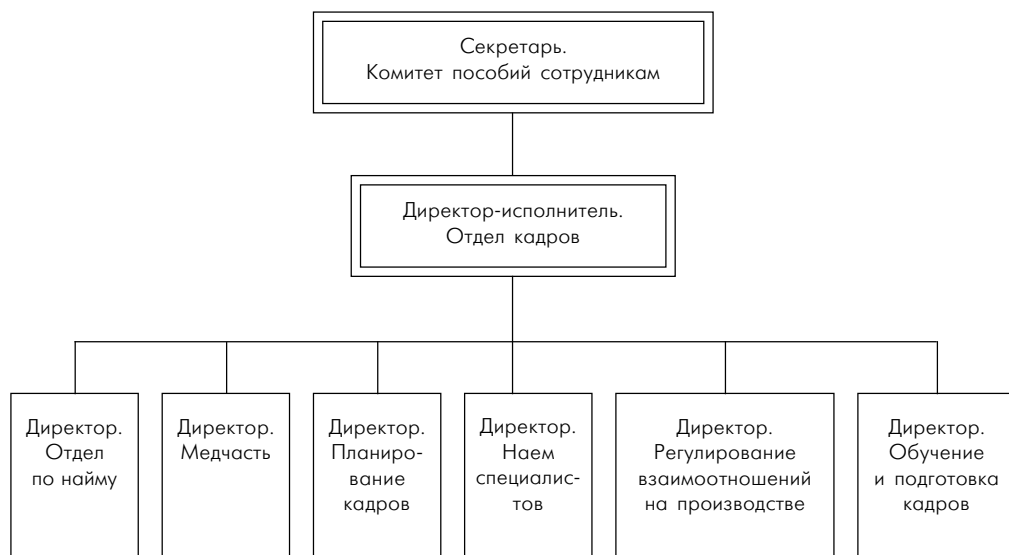 Секретарь.
Комитет пособий сотрудникам
Директор-исполнитель.
Отдел кадров
Директор.
Отдел
по найму
Директор.
Медчасть
Директор.
Планиро-
вание
кадров
Директор.
Наем
специалис-
тов
Директор.
Регулирование
взаимоотношений
на производстве
Директор.
Обучение
и подготовка
кадров